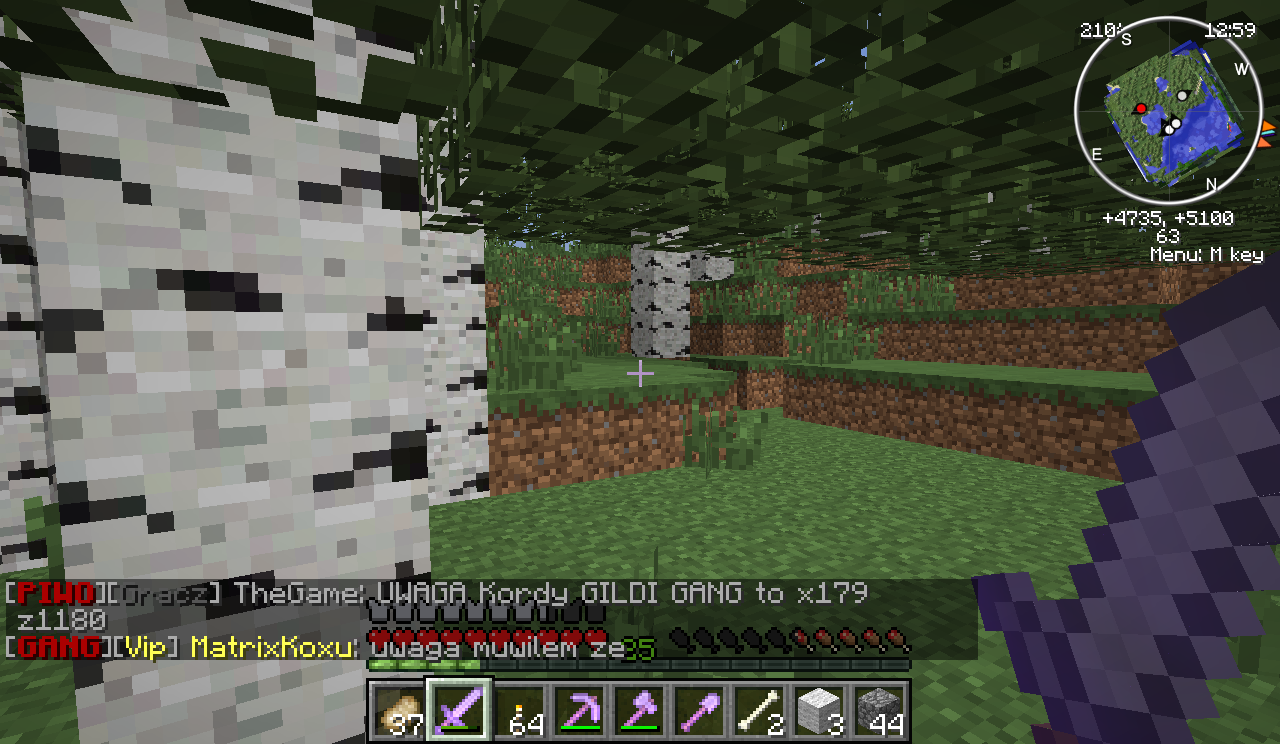 210° 12:59
S
W
E
N
+4735, +5100
63
Menu: M key
[PIWO][Gracz] TheGame: UWAGA Kordy GILDI GANG to x179
z1180
[GANG][Vip] MatrixKoxu: uwaga muwilem ze
35
37 64 2 3 44